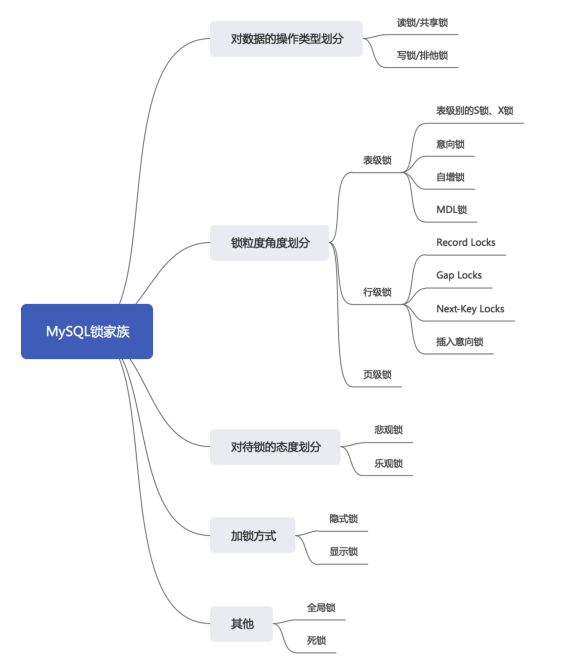 MySQL锁家族
对数据的操作类型划分
读锁/共享锁
写锁/排他锁
锁粒度角度划分
表级锁
表级别的S锁、X锁
意向锁
自增锁
MDL锁
行级锁
Record Locks
Gap Locks
Next-Key Locks
插入意向锁
页级锁
对待锁的态度划分
悲观锁
乐观锁
加锁方式
隐式锁
显示锁
其他
全局锁
死锁